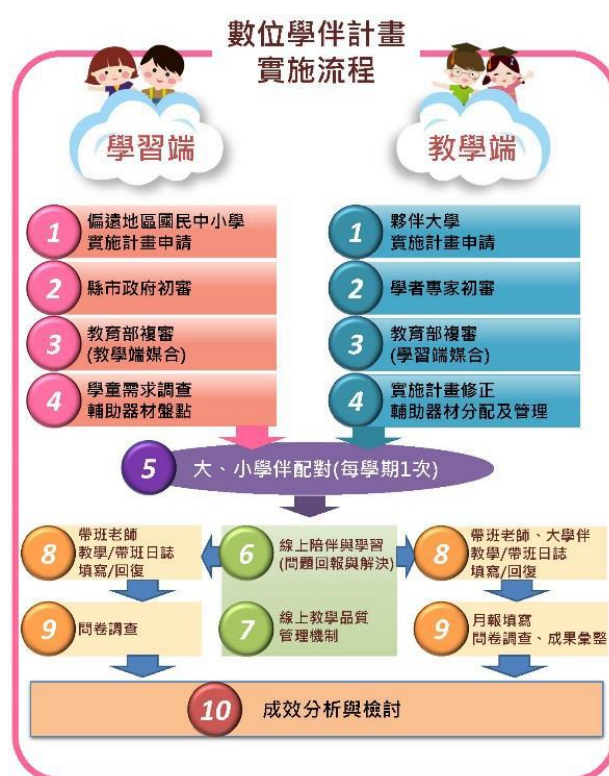 數位學伴計畫
實施流程
學習端
1
偏遠地區國民中小學
實施計畫申請
2
縣市政府初審
3
教育部複審
(教學端媒合)
4
學童需求調查
輔助器材盤點
教學端
1
夥伴大學
實施計畫申請
2
學者專家初審
3
教育部複審
(學習端媒合)
4
實施計畫修正
輔助器材分配及管理
5
大、小學伴配對(每學期1次)
8
帶班老師
教學/帶班日誌
填寫/回復
6
線上陪伴與學習
(問題回報與解決)
8
帶班老師、大學伴
教學/帶班日誌
填寫/回復
9
問卷調查
7
線上教學品質
管理機制
9
月報填寫
問卷調查、成果彙整
10
成效分析與檢討